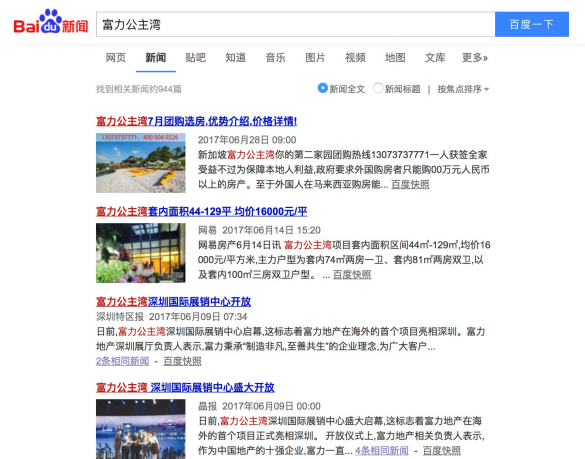 Baidu新闻 富力公主湾 百度一下
网页 新闻 贴吧 知道 音乐 图片 视频 地图 文库 更多»
找到相关新闻约944篇 新闻全文 新闻标题 | 按焦点排序
富力公主湾7月团购选房,优势介绍,价格详情!
13073737771. 400 004 0226
2017年06月28日 09:00
新加坡富力公主湾你的第二家园团购热线13073737771一人获签全家
受益不过为保障本地人利益,政府要求外国购房者只能购00万元人民币
以上的房产。至于外国人在马来西亚购房能... 百度快照
富力公主湾套内面积44-129平 均价16000元/平
网易 2017年06月14日 15:20
网易房产6月14日讯 富力公主湾项目套内面积区间44㎡-129㎡,均价16
000元/平方米,主力户型为套内74㎡两房一卫、套内81㎡两房双卫,以
及套内100㎡三房双卫户型。 ... 百度快照
富力公主湾深圳国际展销中心开放
深圳特区报 2017年06月09日 07:34
日前,富力公主湾深圳国际展销中心启幕,这标志着富力地产在海外的首个项目亮相深圳。富力
地产深圳展厅负责人表示,富力秉承“制造非凡,至善共生”的企业理念,为广大客户...
2条相同新闻 - 百度快照
富力公主湾 深圳国际展销中心盛大开放
晶报 2017年06月09日 00:00
日前,富力公主湾深圳国际展销中心盛大启幕,这标志着富力地产在海
外的首个项目正式亮相深圳。 开放仪式上,富力地产相关负责人表示,
作为中国地产的十强企业,富力一直... 4条相同新闻 - 百度快照